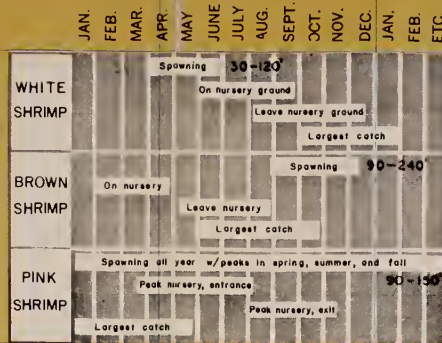 JAN. FEB. MAR. APR. MAY JUNE JULY AUG. SEPT. OCT. NOV. DEC. JAN. FEB. ETC
WHITE SHRIMP
Spawning 30-120'
On nursery ground
Leave nursery ground
Largest catch
BROWN SHRIMP
Spawning 90-240'
On nursery
Leave nursery
Largest catch
PINK SHRIMP
Spawning all year w/peaks in spring, summer, and fall
90-150'
Peak nursery, entrance
Peak nursery, exit
Largest catch